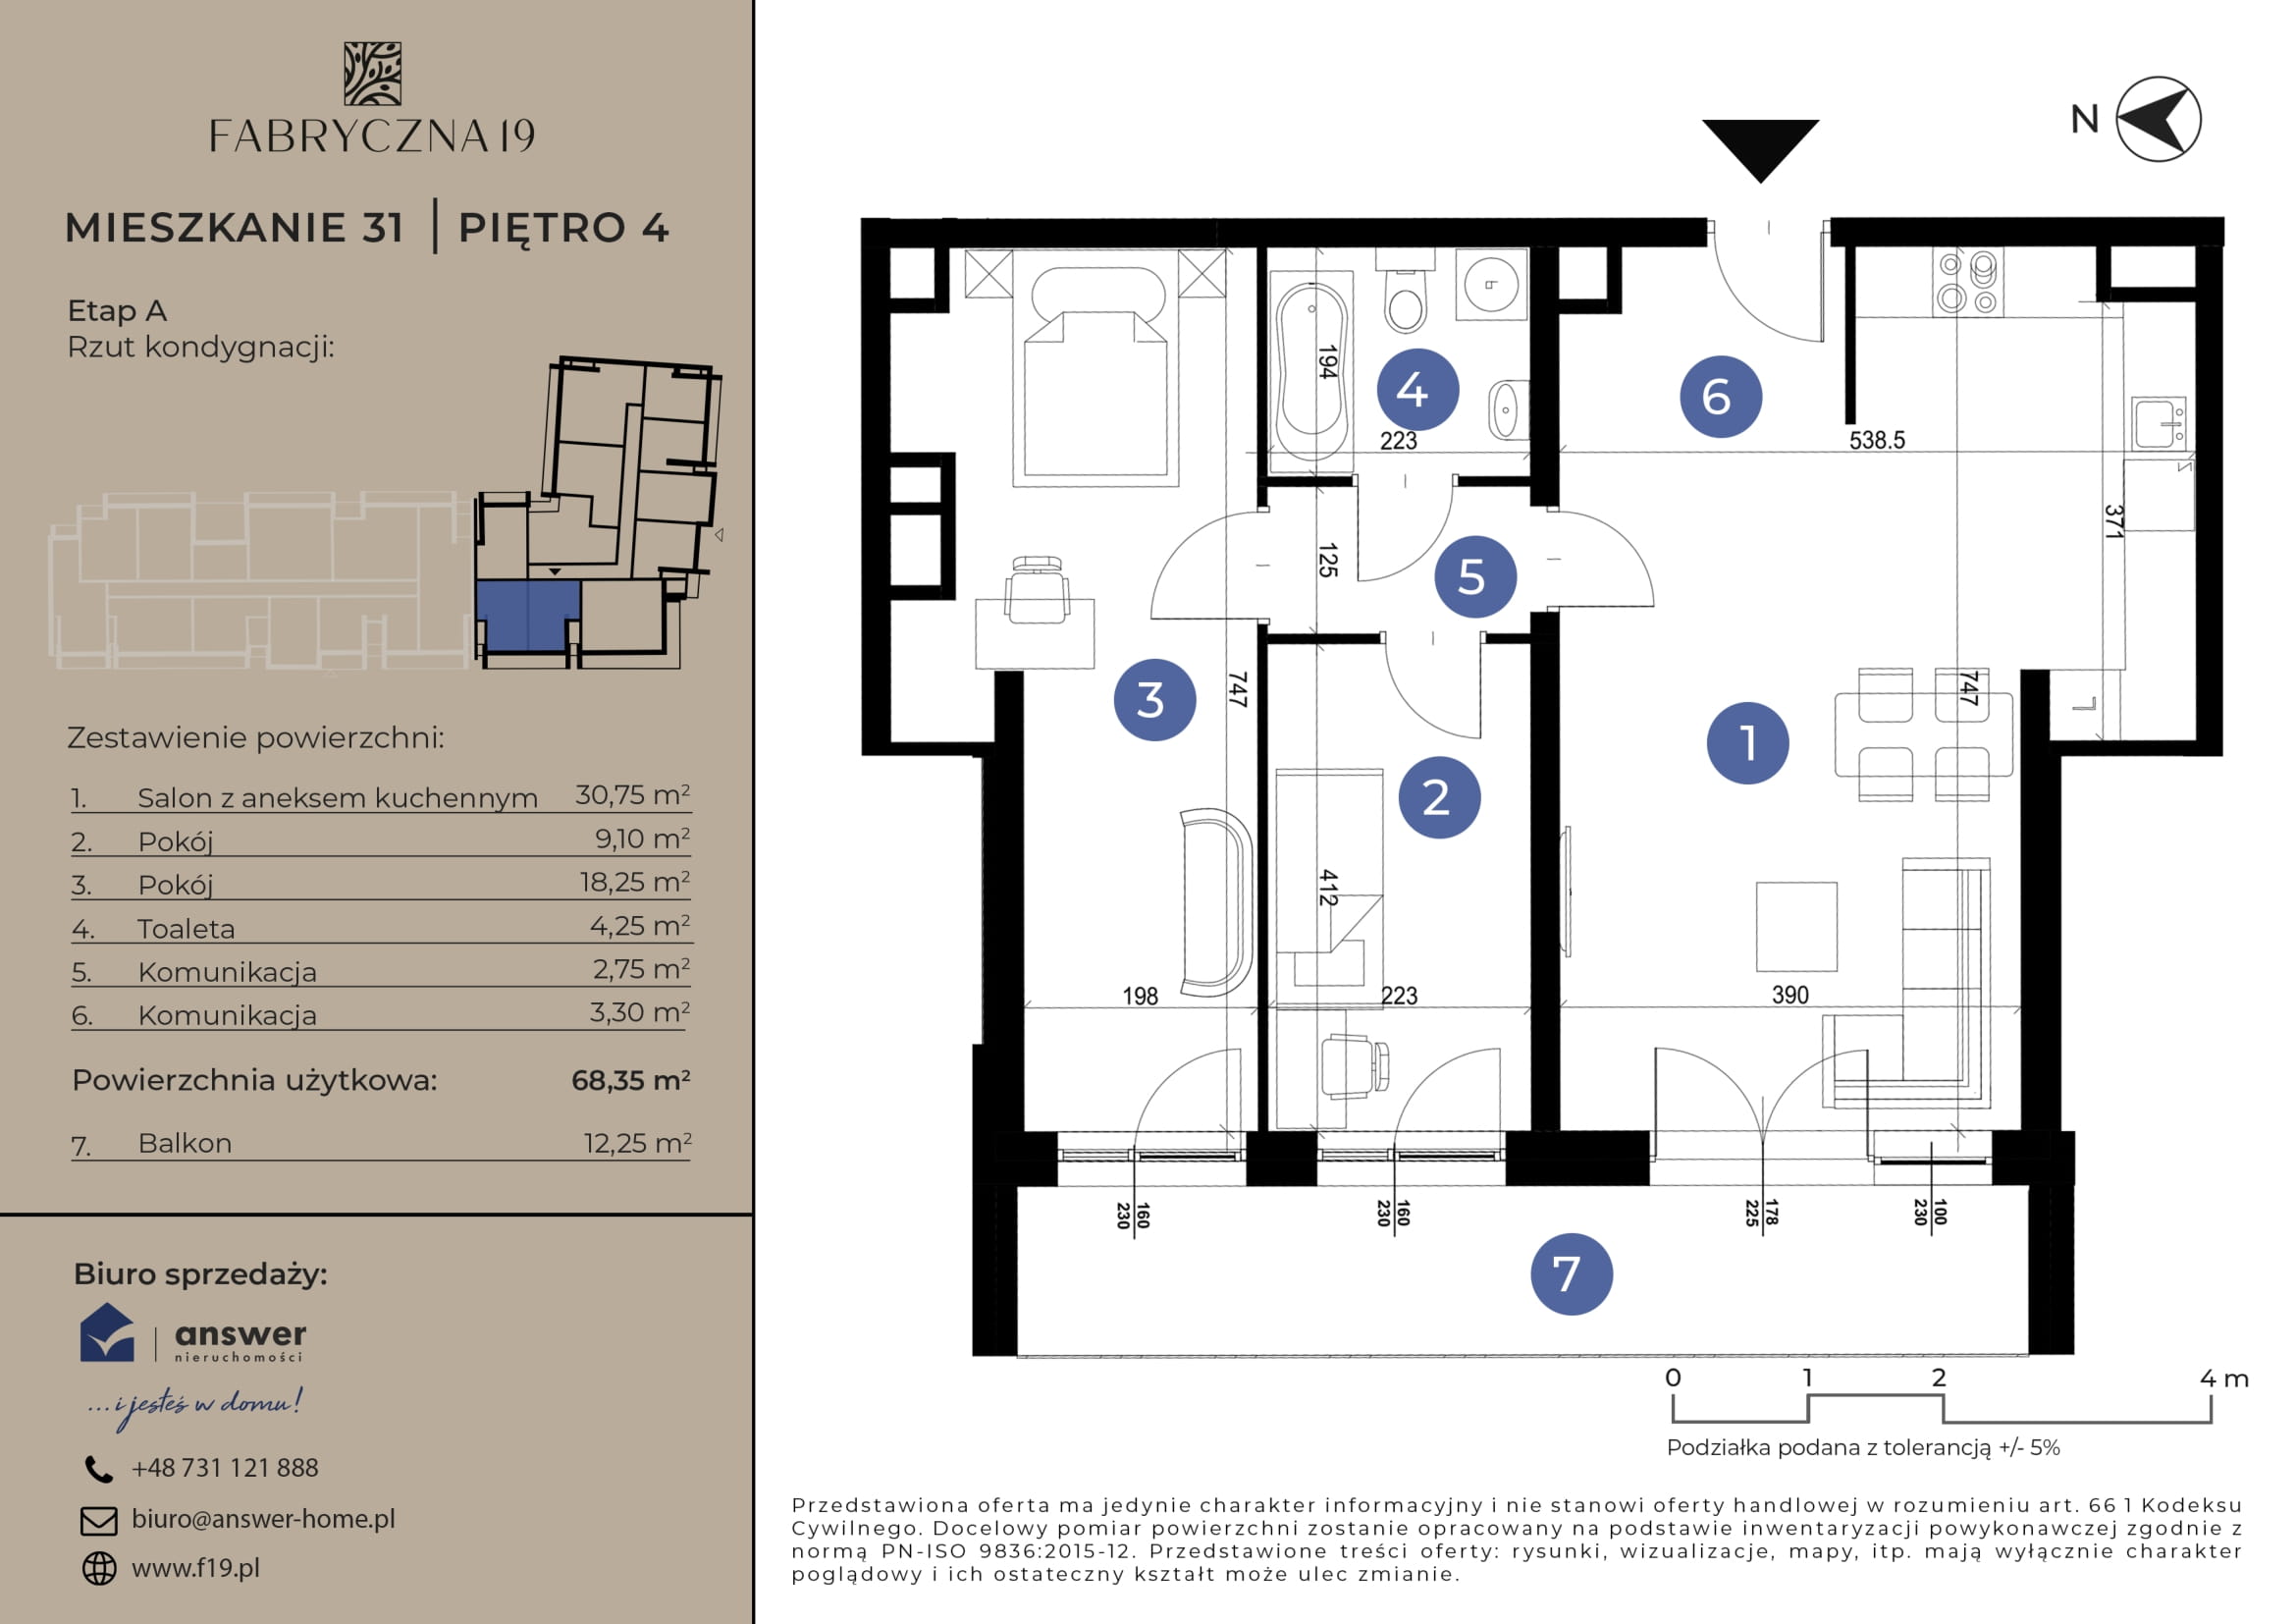 FABRYCZNA 19
MIESZKANIE 31 | PIĘTRO 4
Etap A
Rzut kondygnacji:
Zestawienie powierzchni:
1. Salon z aneksem kuchennym 30,75 m²
2. Pokój 9,10 m²
3. Pokój 18,25 m²
4. Toaleta 4,25 m²
5. Komunikacja 2,75 m²
6. Komunikacja 3,30 m²
Powierzchnia użytkowa: 68,35 m²
7. Balkon 12,25 m²
Biuro sprzedaży:
answer
nieruchomości
...i jesteś w domu!
+48 731 121 888
biuro@answer-home.pl
www.f19.pl
N
P
194
4
223
6
538.5
Z
371
125
5
3
747
747
L
1
2
412
198
223
390
160
230
160
230
178
225
100
230
7
0 1 2 4 m
Podziałka podana z tolerancją +/- 5%
Przedstawiona oferta ma jedynie charakter informacyjny i nie stanowi oferty handlowej w rozumieniu art. 66 1 Kodeksu
Cywilnego. Docelowy pomiar powierzchni zostanie opracowany na podstawie inwentaryzacji powykonawczej zgodnie z
normą PN-ISO 9836:2015-12. Przedstawione treści oferty: rysunki, wizualizacje, mapy, itp. mają wyłącznie charakter
poglądowy i ich ostateczny kształt może ulec zmianie.